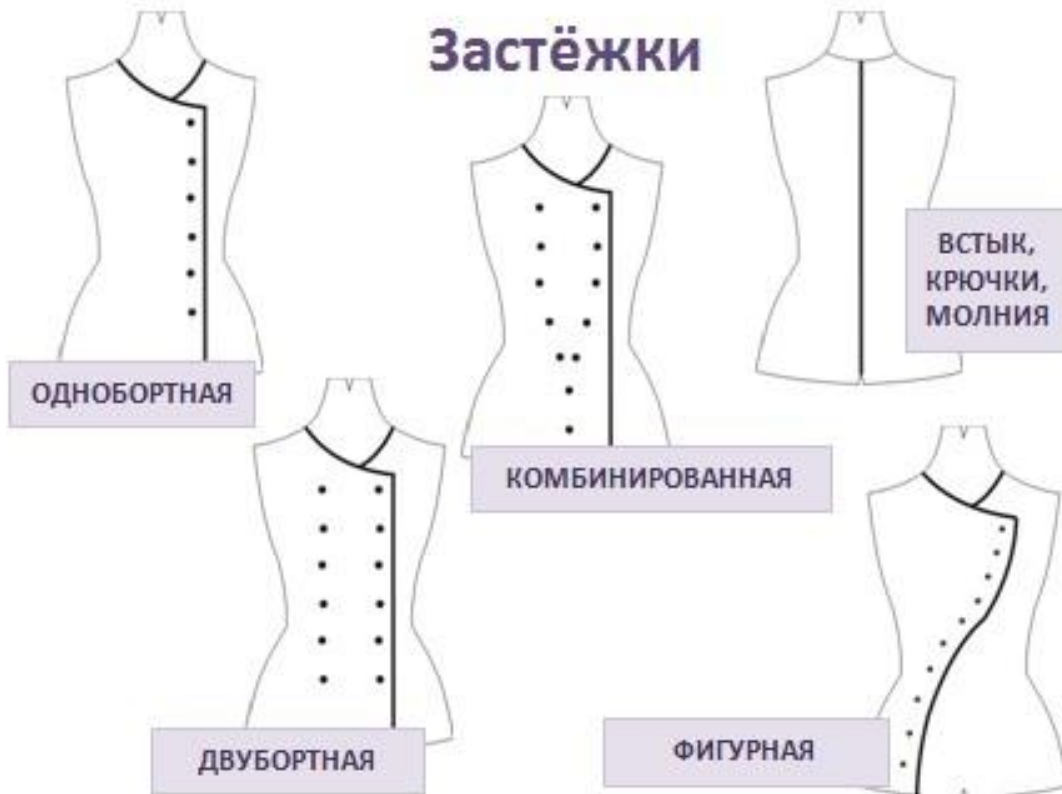 Застёжки
ОДНОБОРТНАЯ
КОМБИНИРОВАННАЯ
ВСТЫК,
КРЮЧКИ,
МОЛНИЯ
ДВУБОРТНАЯ
ФИГУРНАЯ